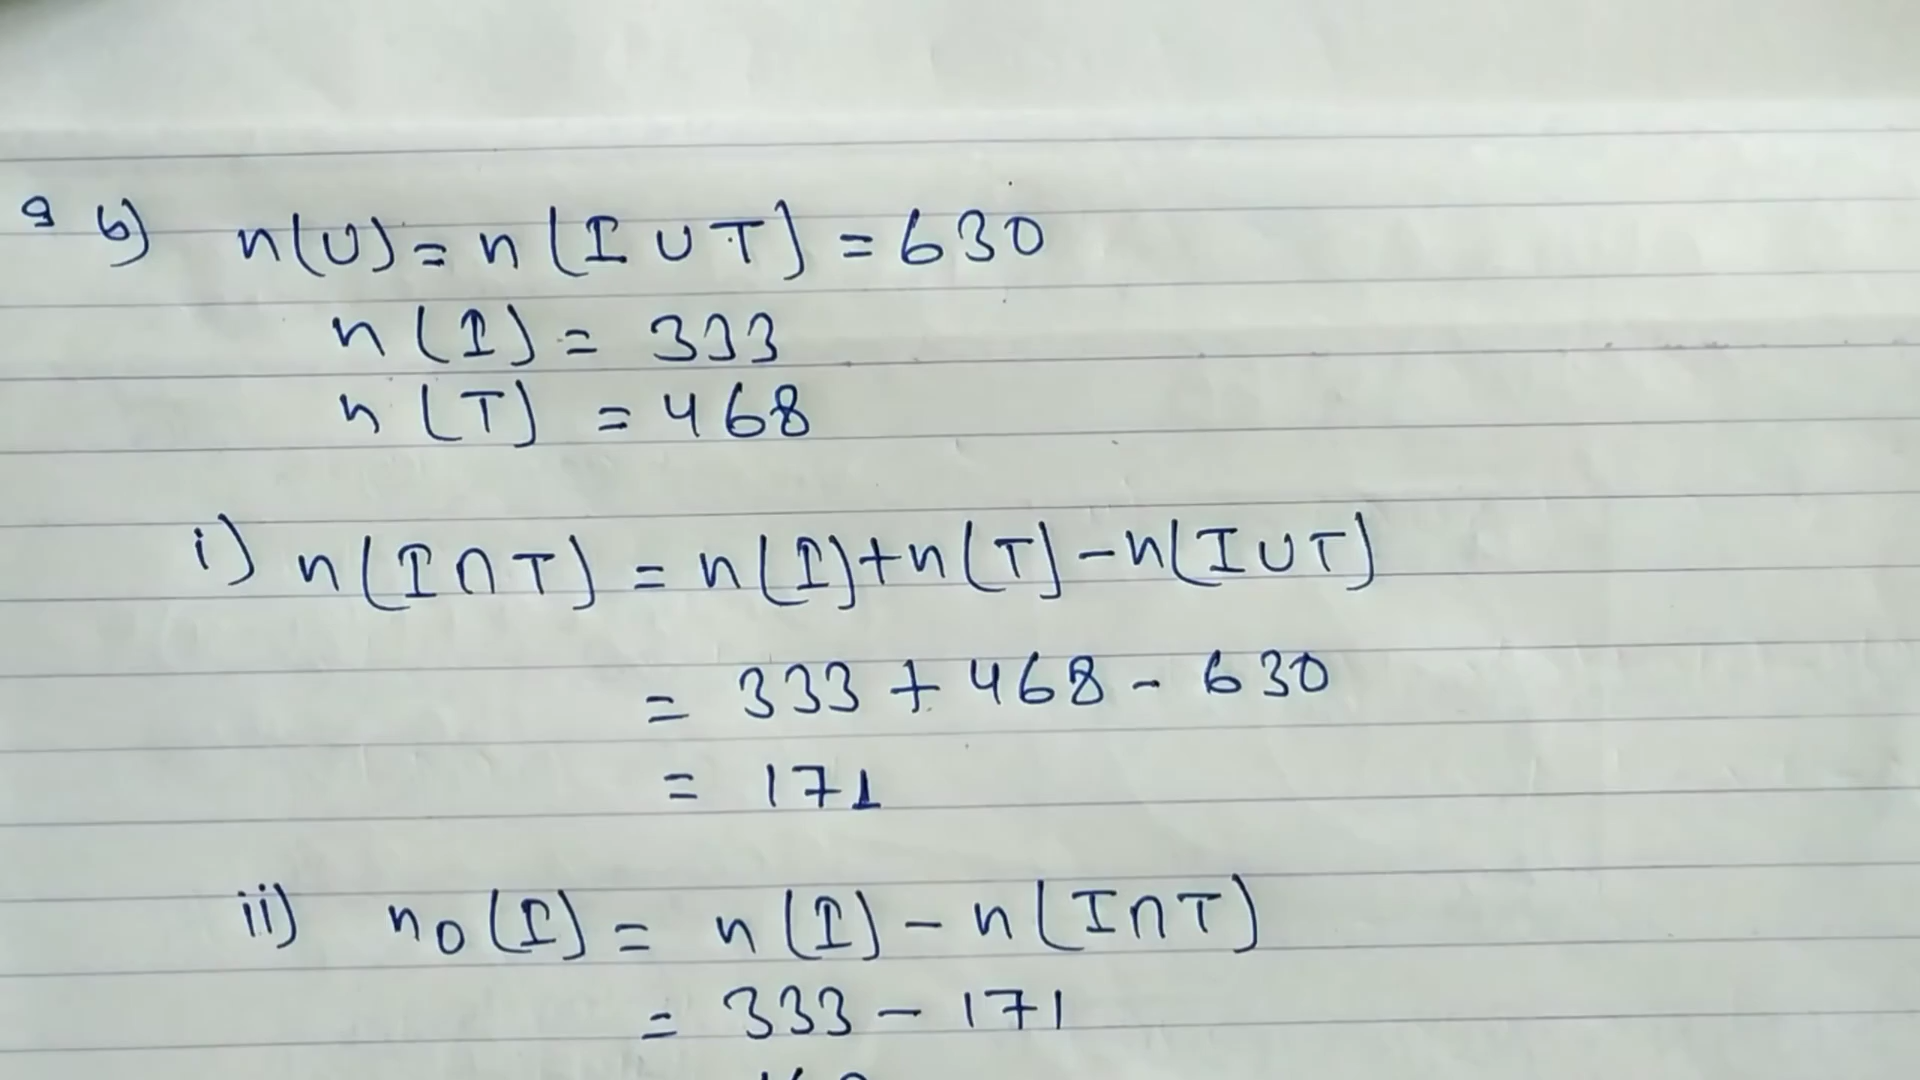 9 b) n(U) = n(I ∪ T) = 630
n(I) = 333
n(T) = 468
i) n(I ∩ T) = n(I) + n(T) - n(I ∪ T)
= 333 + 468 - 630
= 171
ii) n₀(I) = n(I) - n(I ∩ T)
= 333 - 171